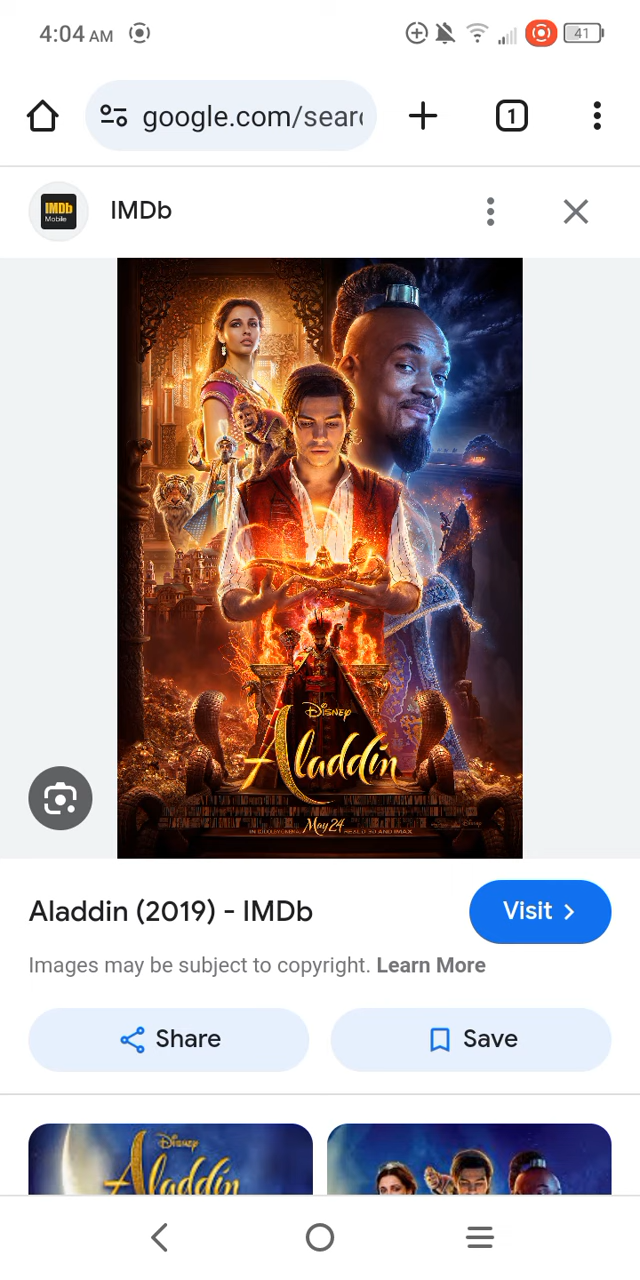 4:04 AM
41
google.com/sear
1
IMDb
Mobile
IMDb
Disney
Aladdin
May 24
Aladdin (2019) - IMDb
Visit
Images may be subject to copyright. Learn More
Share
Save
Disney
Aladdin